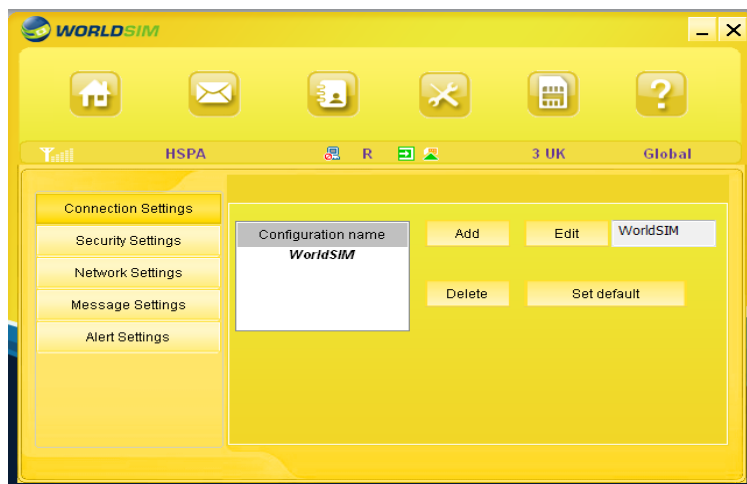 WORLDSIM
HSPA R 3 UK Global
Connection Settings
Security Settings
Network Settings
Message Settings
Alert Settings
Configuration name
WorldSIM
Add Edit WorldSIM
Delete Set default